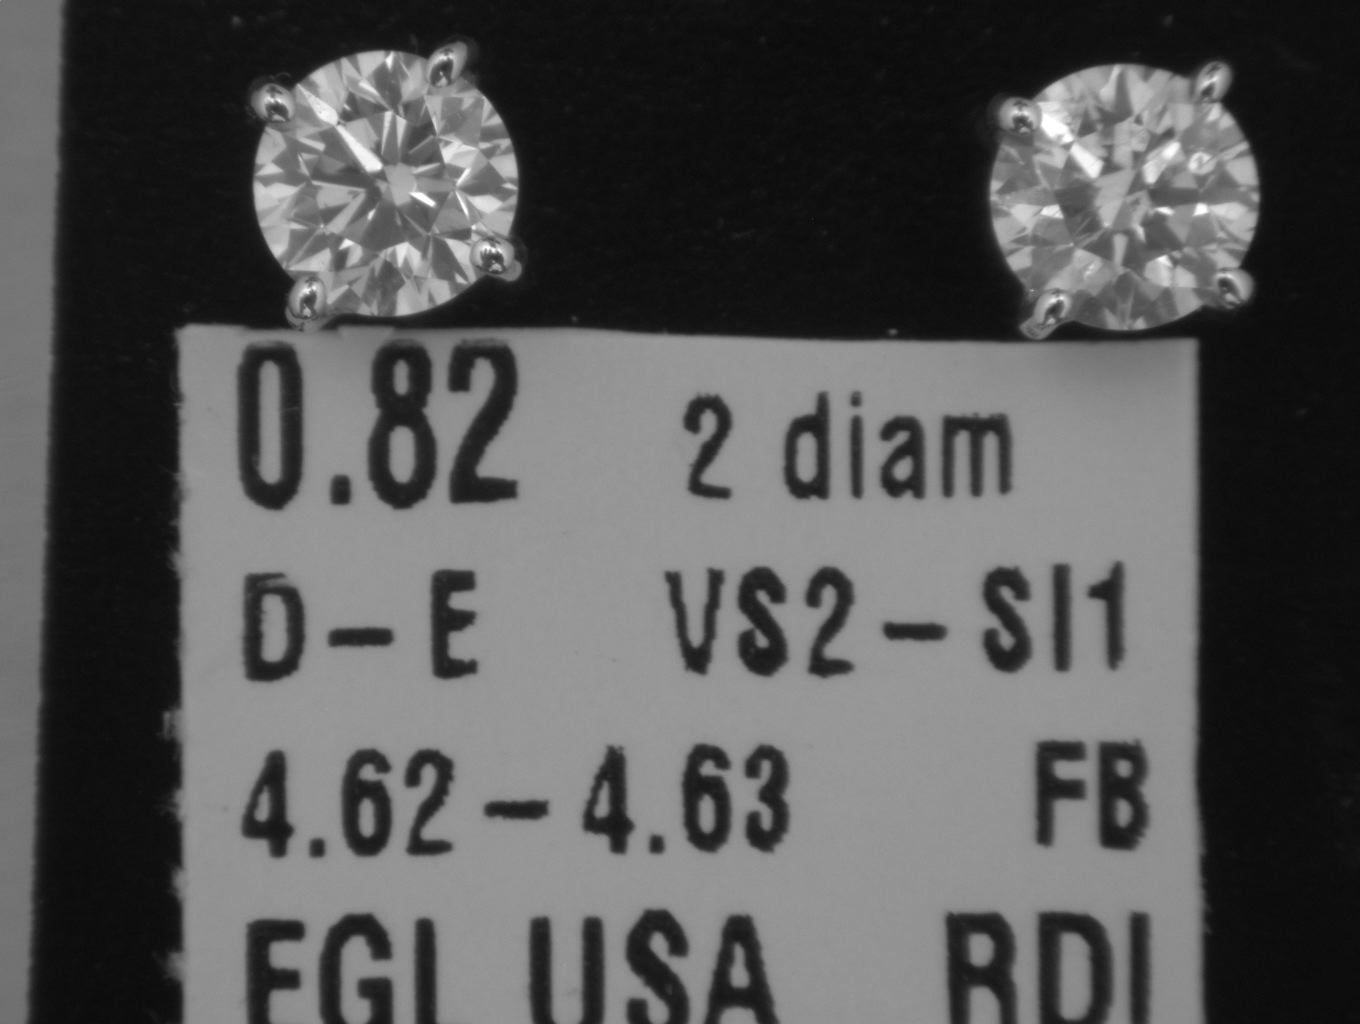 0.82 2 diam
D-E VS2-SI1
4.62-4.63 FB
EGL USA RDI